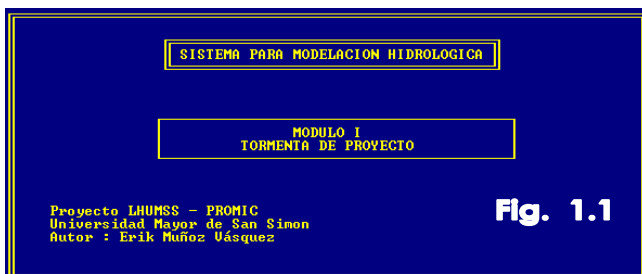 SISTEMA PARA MODELACION HIDROLOGICA
MODULO I
TORMENTA DE PROYECTO
Proyecto LHUMSS - PROMIC
Universidad Mayor de San Simon
Autor : Erik Muñoz Vásquez
Fig. 1.1